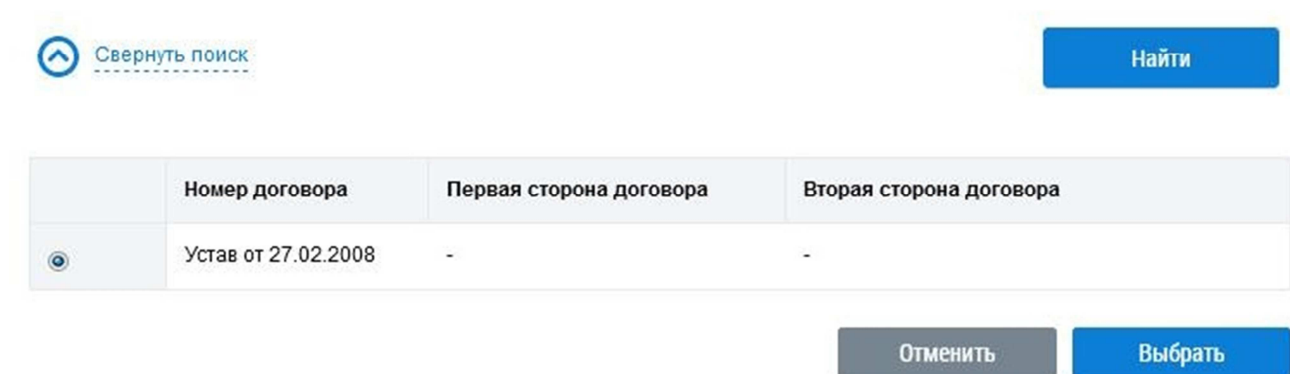 Свернуть поиск
Найти
Номер договора Первая сторона договора Вторая сторона договора
Устав от 27.02.2008 - -
Отменить Выбрать